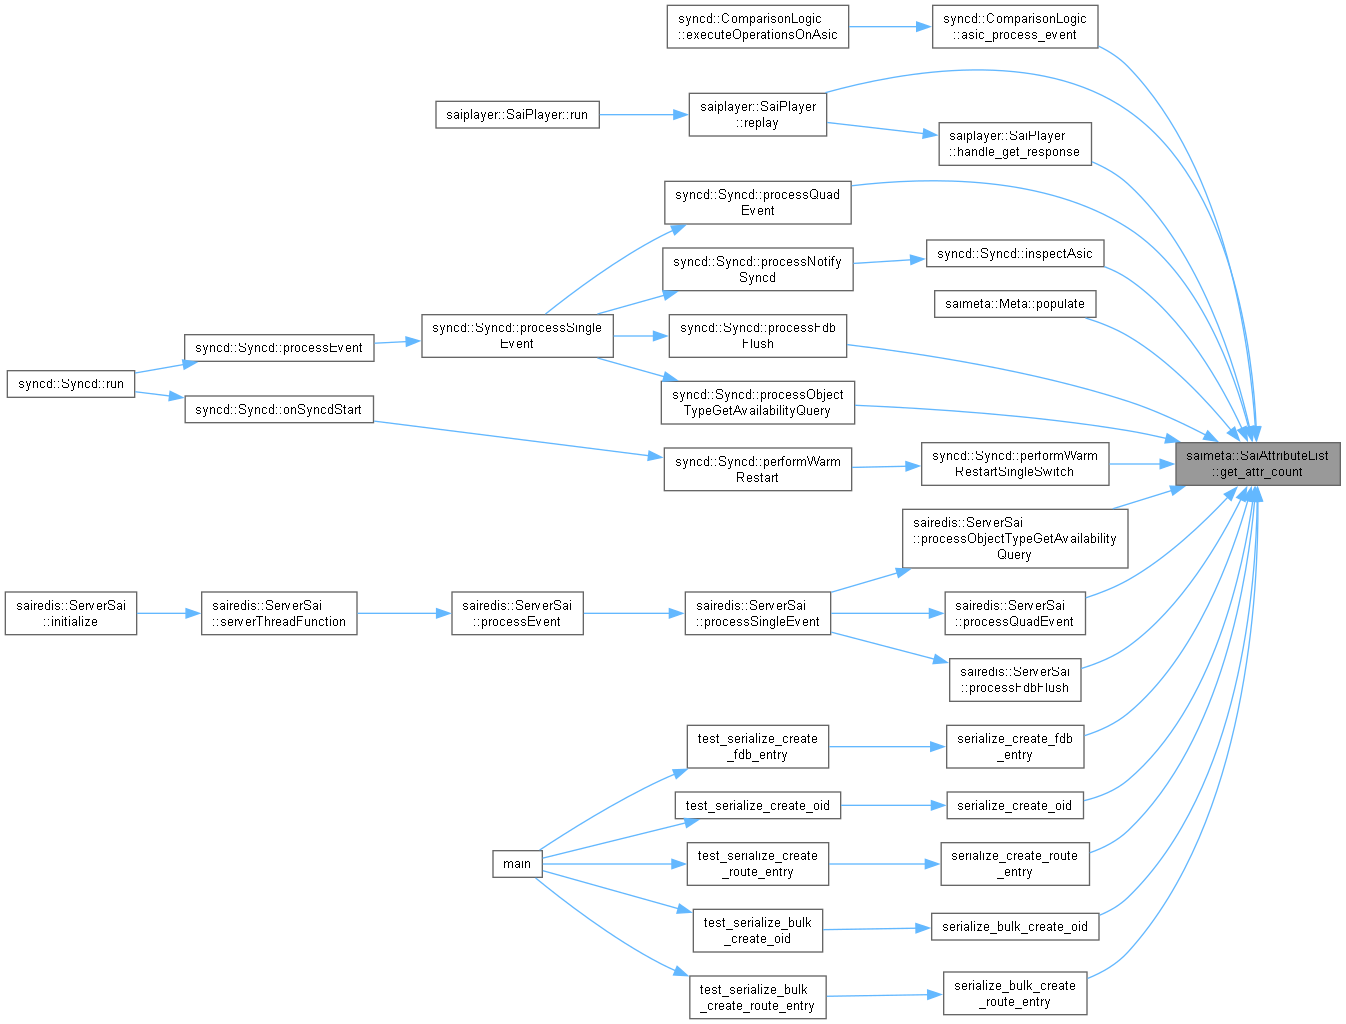 syncd::ComparisonLogic
::executeOperationsOnAsic
syncd::ComparisonLogic
::asic_process_event
saiplayer::SaiPlayer::run
saiplayer::SaiPlayer
::replay
saiplayer::SaiPlayer
::handle_get_response
syncd::Syncd::processQuad
Event
syncd::Syncd::processNotify
Syncd
syncd::Syncd::inspectAsic
saimeta::Meta::populate
syncd::Syncd::processSingle
Event
syncd::Syncd::processFdb
Flush
syncd::Syncd::processEvent
syncd::Syncd::run
syncd::Syncd::onSyncdStart
syncd::Syncd::processObject
TypeGetAvailabilityQuery
syncd::Syncd::performWarm
Restart
syncd::Syncd::performWarm
RestartSingleSwitch
saimeta::SaiAttributeList
::get_attr_count
sairedis::ServerSai
::processObjectTypeGetAvailability
Query
sairedis::ServerSai
::initialize
sairedis::ServerSai
::serverThreadFunction
sairedis::ServerSai
::processEvent
sairedis::ServerSai
::processSingleEvent
sairedis::ServerSai
::processQuadEvent
sairedis::ServerSai
::processFdbFlush
test_serialize_create
_fdb_entry
serialize_create_fdb
_entry
test_serialize_create_oid
serialize_create_oid
main
test_serialize_create
_route_entry
serialize_create_route
_entry
test_serialize_bulk
_create_oid
serialize_bulk_create_oid
test_serialize_bulk
_create_route_entry
serialize_bulk_create
_route_entry